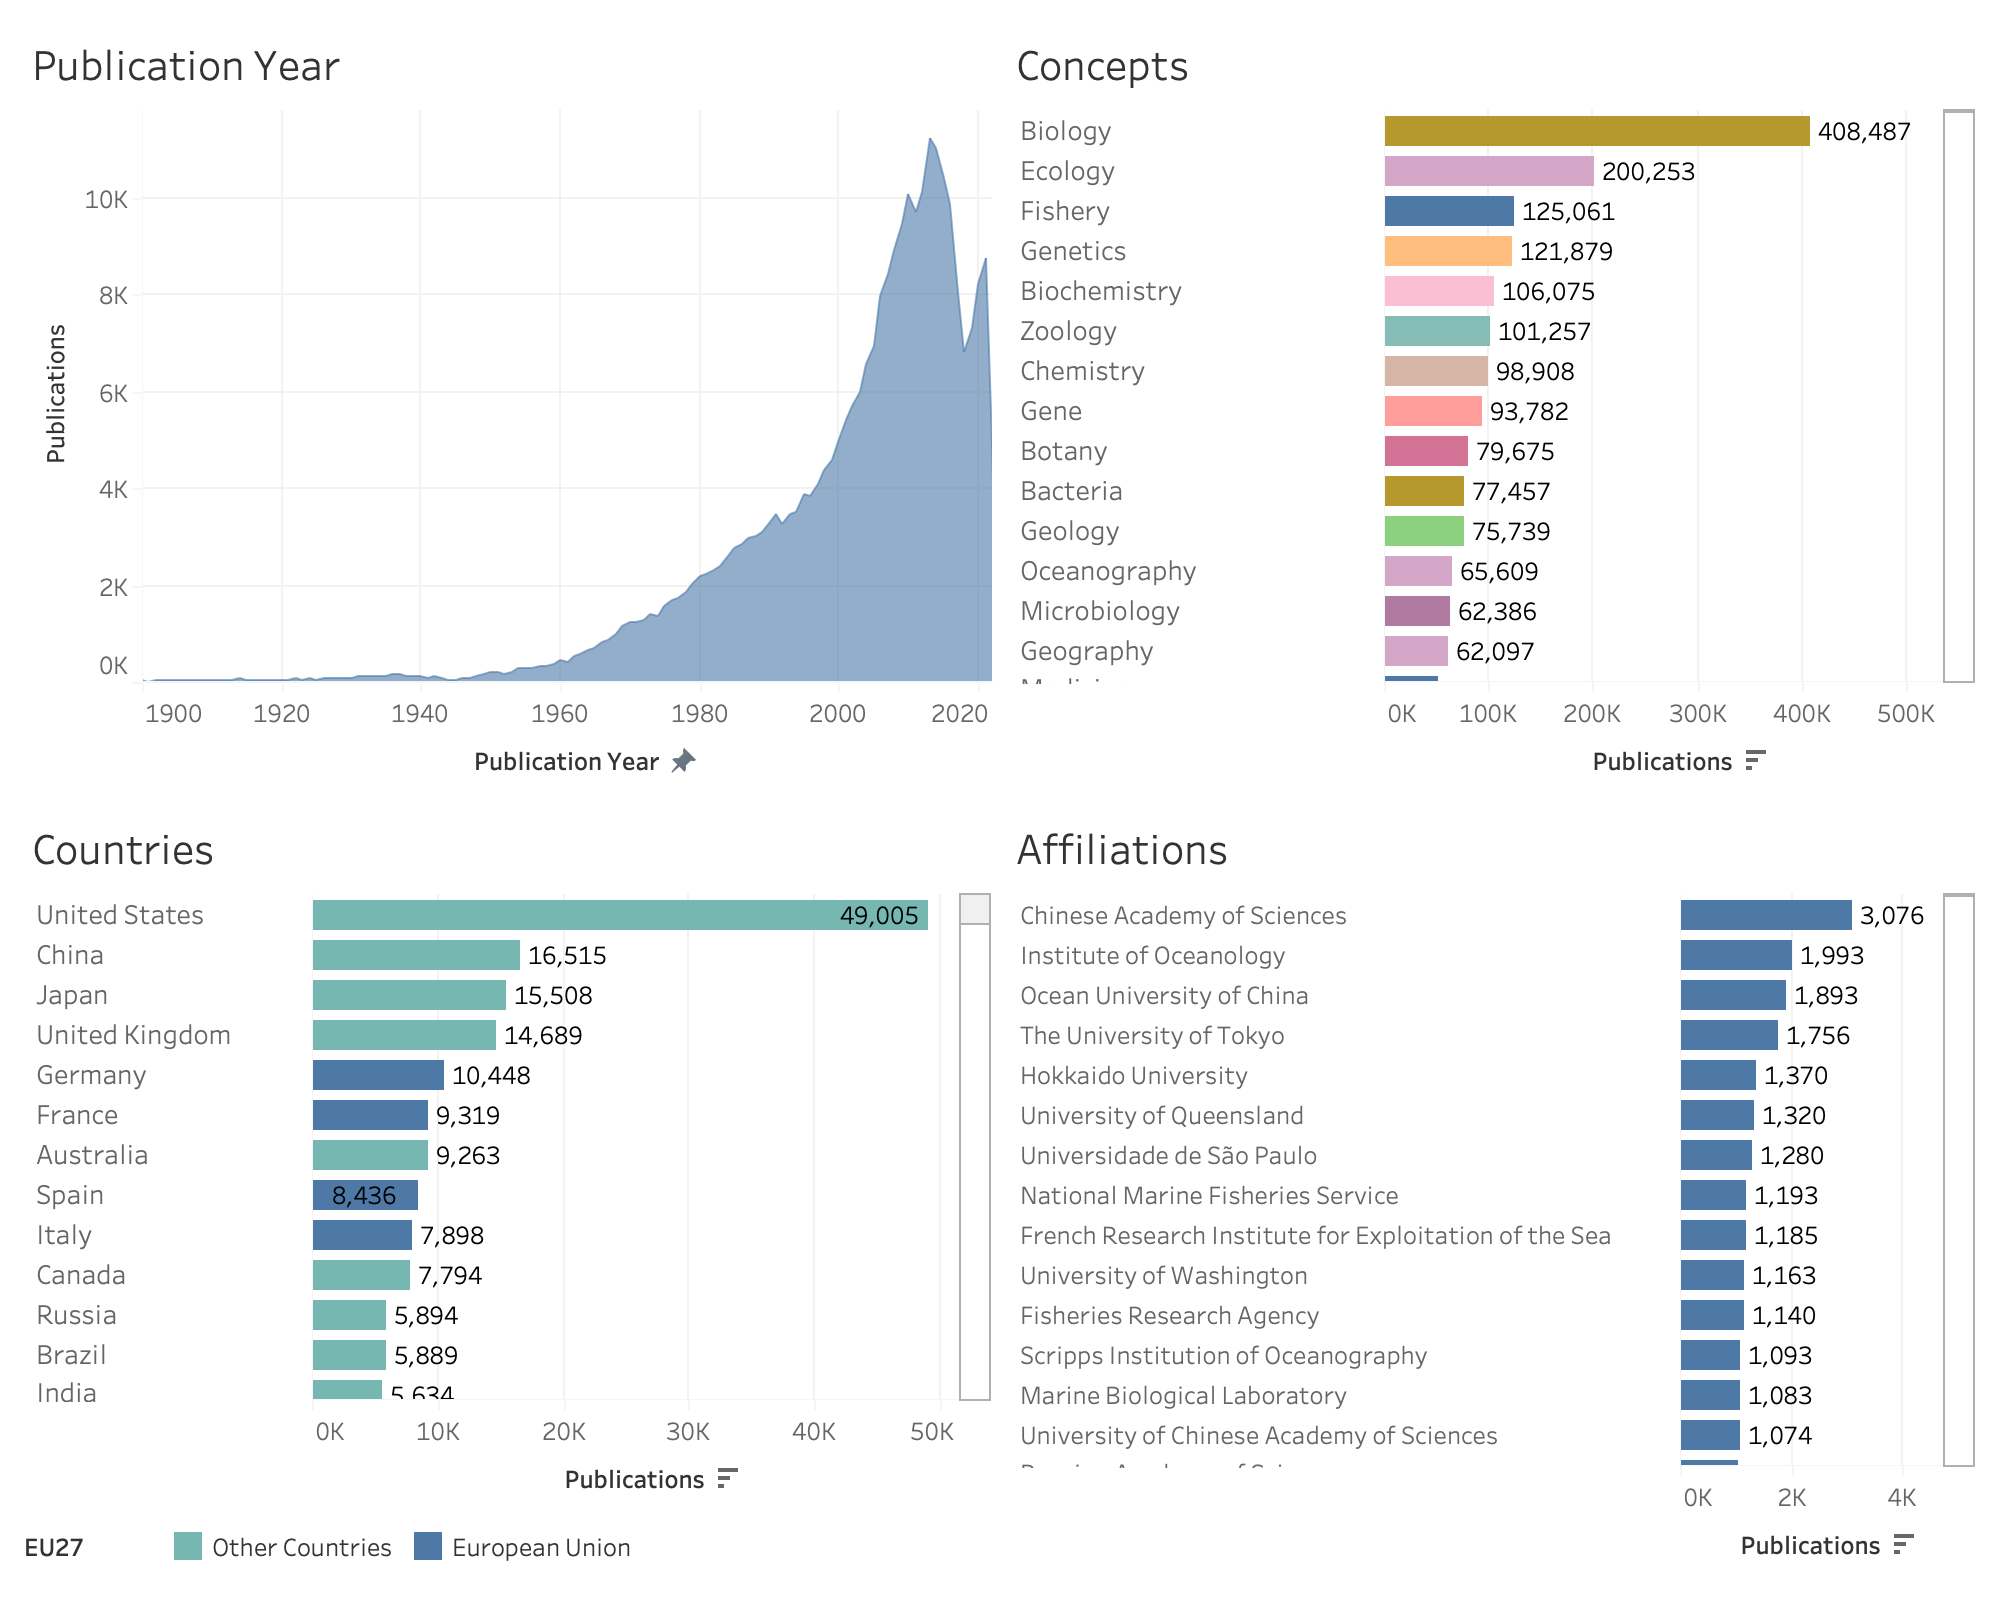 Publication Year
10K
8K
6K
4K
2K
0K
Publications
1900 1920 1940 1960 1980 2000 2020
Publication Year
Concepts
Biology 408,487
Ecology 200,253
Fishery 125,061
Genetics 121,879
Biochemistry 106,075
Zoology 101,257
Chemistry 98,908
Gene 93,782
Botany 79,675
Bacteria 77,457
Geology 75,739
Oceanography 65,609
Microbiology 62,386
Geography 62,097
0K 100K 200K 300K 400K 500K
Publications
Countries
United States 49,005
China 16,515
Japan 15,508
United Kingdom 14,689
Germany 10,448
France 9,319
Australia 9,263
Spain 8,436
Italy 7,898
Canada 7,794
Russia 5,894
Brazil 5,889
India 5,634
0K 10K 20K 30K 40K 50K
Publications
EU27 Other Countries European Union
Affiliations
Chinese Academy of Sciences 3,076
Institute of Oceanology 1,993
Ocean University of China 1,893
The University of Tokyo 1,756
Hokkaido University 1,370
University of Queensland 1,320
Universidade de São Paulo 1,280
National Marine Fisheries Service 1,193
French Research Institute for Exploitation of the Sea 1,185
University of Washington 1,163
Fisheries Research Agency 1,140
Scripps Institution of Oceanography 1,093
Marine Biological Laboratory 1,083
University of Chinese Academy of Sciences 1,074
0K 2K 4K
Publications